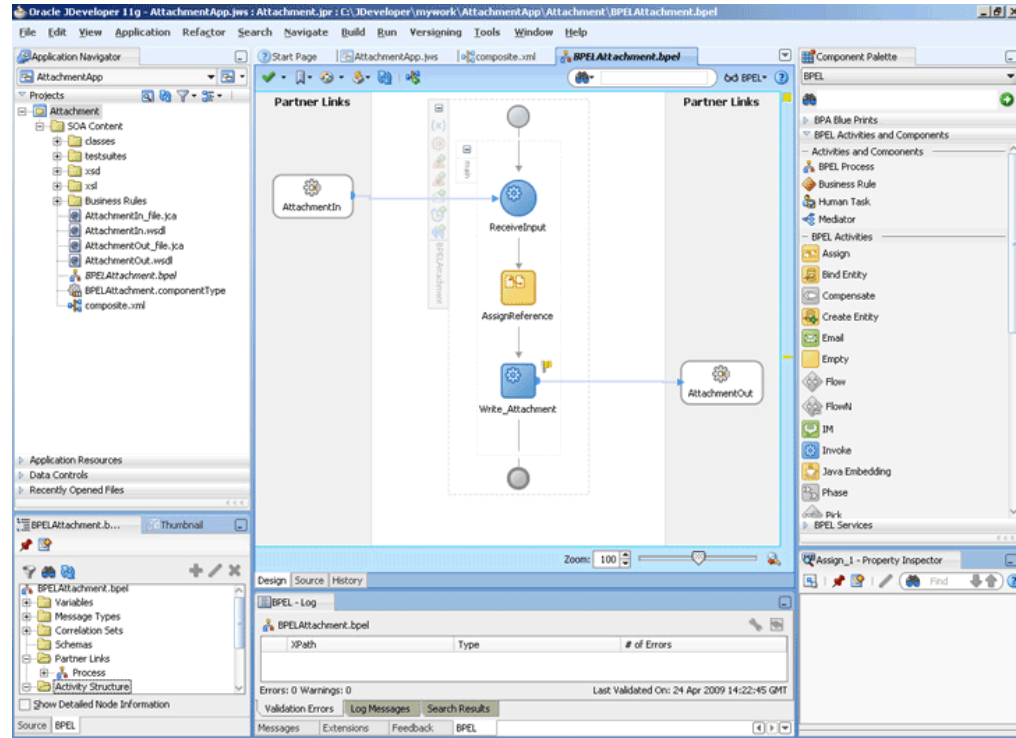 Oracle JDeveloper 11g - AttachmentApp.jws : Attachment.jpr : C:\JDeveloper\mywork\AttachmentApp\Attachment\BPELAttachment.bpel
File Edit View Application Refactor Search Navigate Build Run Versioning Tools Window Help
Application Navigator
AttachmentApp
Projects
Attachment
SOA Content
classes
testsuites
xsd
xsl
Business Rules
AttachmentIn_file.jca
AttachmentIn.wsdl
AttachmentOut_file.jca
AttachmentOut.wsdl
BPELAttachment.bpel
BPELAttachment.componentType
composite.xml
Application Resources
Data Controls
Recently Opened Files
BPELAttachment.b...
Thumbnail
BPELAttachment.bpel
Variables
Message Types
Correlation Sets
Schemas
Partner Links
Process
Activity Structure
Show Detailed Node Information
Source BPEL
Start Page
AttachmentApp.jws
composite.xml
BPELAttachment.bpel
BPEL
Partner Links
Partner Links
(x)
main
BPELAttachment
AttachmentIn
ReceiveInput
AssignReference
Write_Attachment
AttachmentOut
Zoom: 100
Design Source History
BPEL - Log
BPELAttachment.bpel
XPath Type # of Errors
Errors: 0 Warnings: 0
Last Validated On: 24 Apr 2009 14:22:45 GMT
Validation Errors Log Messages Search Results
Messages Extensions Feedback BPEL
Component Palette
BPEL
BPA Blue Prints
BPEL Activities and Components
Activities and Components
BPEL Process
Business Rule
Human Task
Mediator
BPEL Activities
Assign
Bind Entity
Compensate
Create Entity
Email
Empty
Flow
FlowN
IM
Invoke
Java Embedding
Phase
Pick
BPEL Services
Assign_1 - Property Inspector
Find